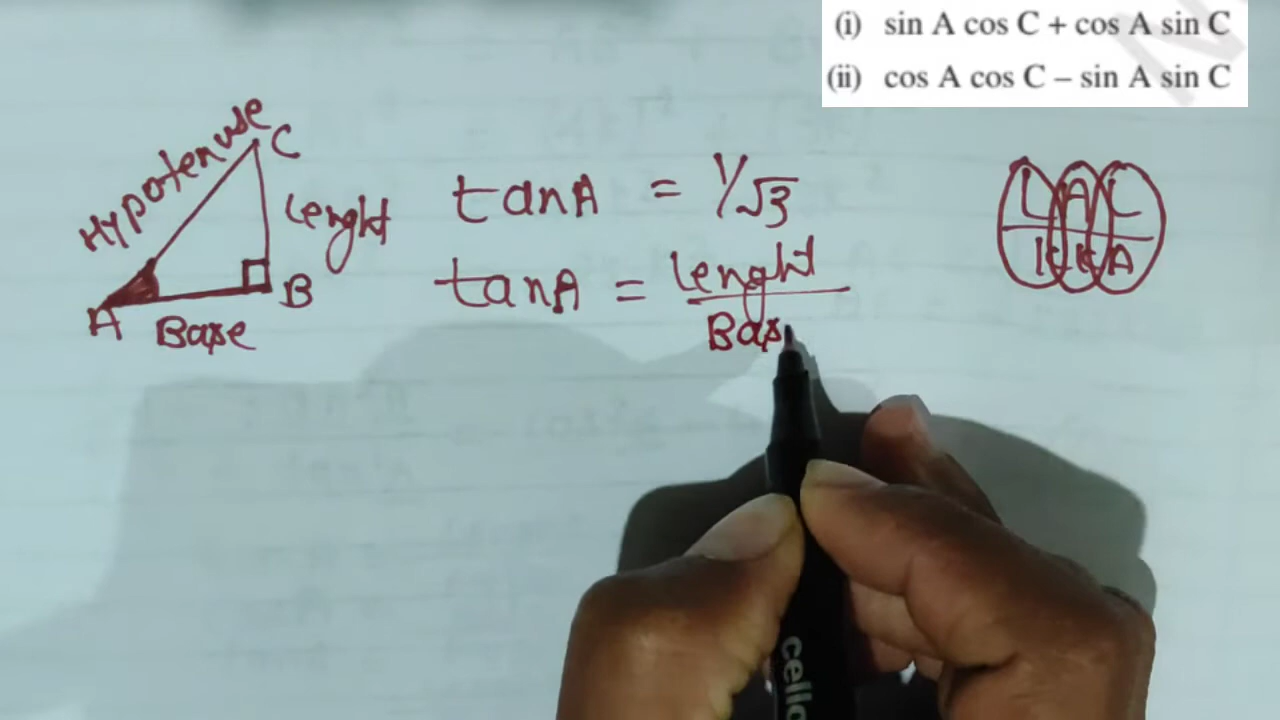 (i) sin A cos C + cos A sin C
(ii) cos A cos C – sin A sin C
Hypotenuse
C
Lenght
B
A
Base
tanA = 1/√3
tanA = Lenght
Bas
L A L
K K A
cello